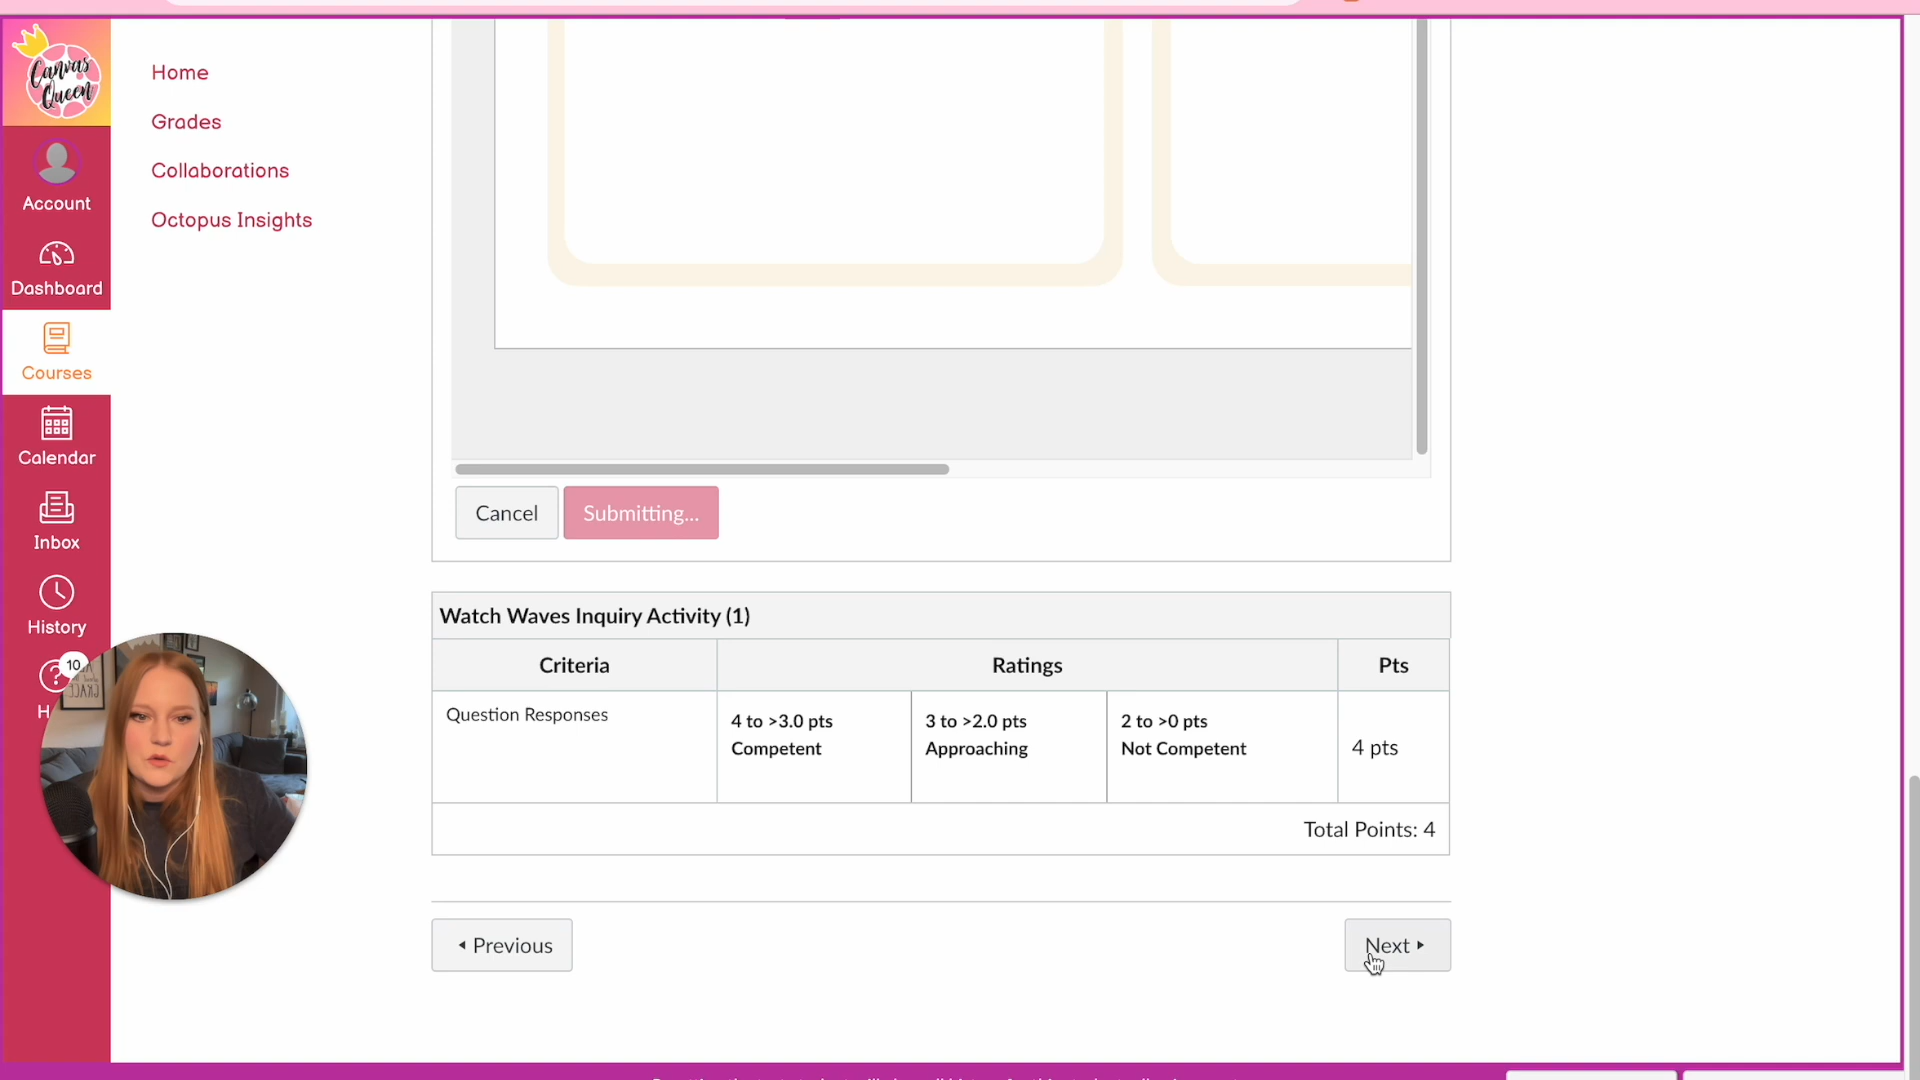 Canvas
Queen
Account
Dashboard
Courses
Calendar
Inbox
History
10
Home
Grades
Collaborations
Octopus Insights
Cancel
Submitting...
Watch Waves Inquiry Activity (1)
Criteria
Ratings
Pts
Question Responses
4 to >3.0 pts
Competent
3 to >2.0 pts
Approaching
2 to >0 pts
Not Competent
4 pts
Total Points: 4
Previous
Next